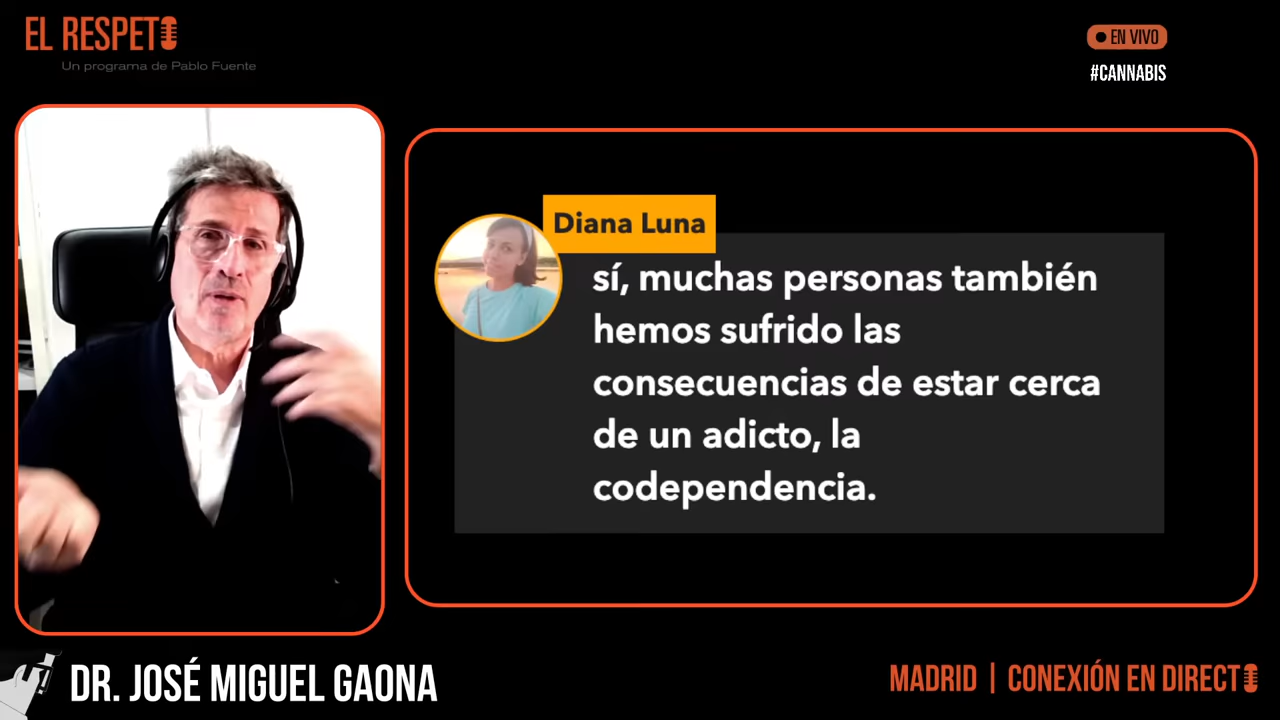 EL RESPETO
Un programa de Pablo Fuente
EN VIVO
#CANNABIS
Diana Luna
sí, muchas personas también
hemos sufrido las
consecuencias de estar cerca
de un adicto, la
codependencia.
DR. JOSÉ MIGUEL GAONA
MADRID | CONEXIÓN EN DIRECTO